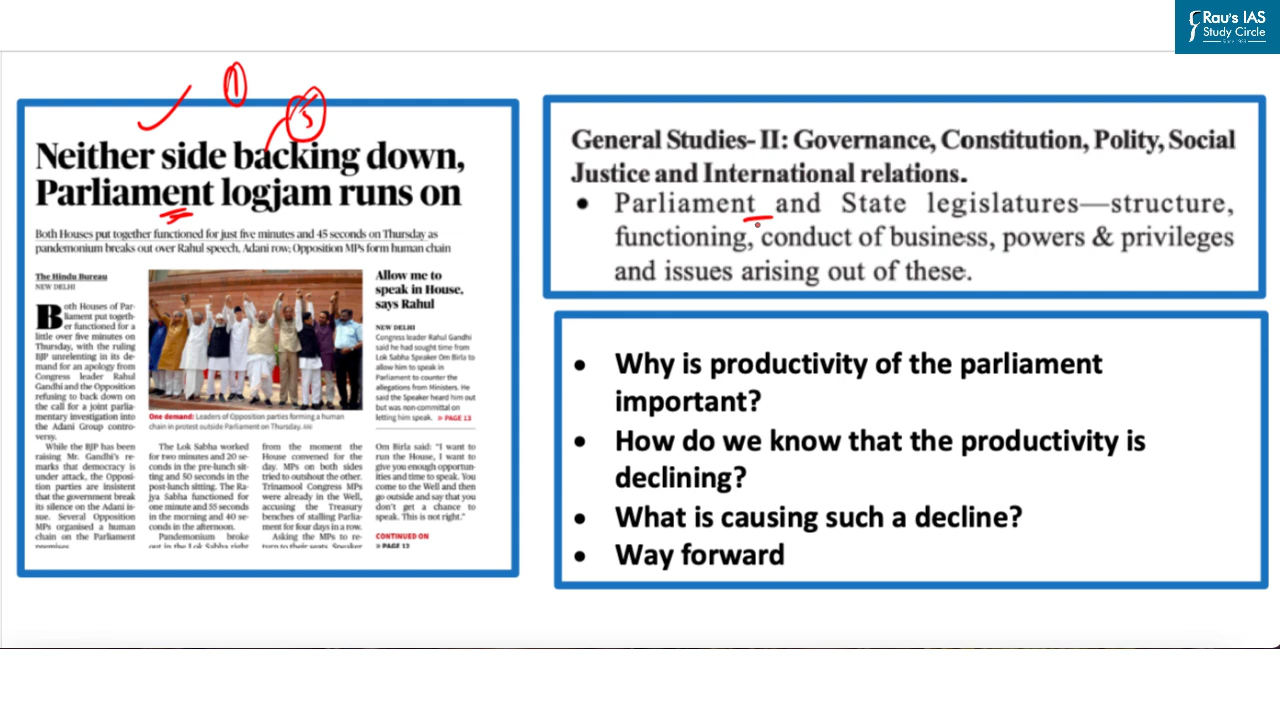 Rau's IAS
Study Circle
Neither side backing down,
Parliament logjam runs on
Both Houses put together functioned for just five minutes and 45 seconds on Thursday as
pandemonium breaks out over Rahul speech, Adani row; Opposition MPs form human chain
The Hindu Bureau
NEW DELHI
Both Houses of Par-
liament put togeth-
er functioned for a
little over five minutes on
Thursday, with the ruling
BJP unrelenting in its de-
mand for an apology from
Congress leader Rahul
Gandhi and the Opposition
refusing to back down on
the call for a joint parlia-
mentary investigation into
the Adani Group contro-
versy.
While the BJP has been
raising Mr. Gandhi's re-
marks that democracy is
under attack, the Opposi-
tion parties are insistent
that the government break
its silence on the Adani is-
sue. Several Opposition
MPs organised a human
chain on the Parliament
premises
One demand: Leaders of Opposition parties forming a human
chain in protest outside Parliament on Thursday. ANI
The Lok Sabha worked
for two minutes and 20 se-
conds in the pre-lunch sit-
ting and 50 seconds in the
post-lunch sitting. The Ra-
jya Sabha functioned for
one minute and 55 seconds
in the morning and 40 se-
conds in the afternoon.
Pandemonium broke
out in the Lok Sabha right
from the moment the
House convened for the
day. MPs on both sides
tried to outshout the other.
Trinamool Congress MPs
were already in the Well,
accusing the Treasury
benches of stalling Parlia-
ment for four days in a row.
Asking the MPs to re-
turn to their seats, Speaker
Allow me to
speak in House,
says Rahul
NEW DELHI
Congress leader Rahul Gandhi
said he had sought time from
Lok Sabha Speaker Om Birla to
allow him to speak in
Parliament to counter the
allegations from Ministers. He
said the Speaker heard him out
but was non-committal on
letting him speak. » PAGE 13
Om Birla said: "I want to
run the House, I want to
give you enough opportun-
ities and time to speak. You
come to the Well and then
go outside and say that you
don't get a chance to
speak. This is not right."
CONTINUED ON
» PAGE 13
General Studies- II: Governance, Constitution, Polity, Social
Justice and International relations.
• Parliament and State legislatures—structure,
functioning, conduct of business, powers & privileges
and issues arising out of these.
• Why is productivity of the parliament
important?
• How do we know that the productivity is
declining?
• What is causing such a decline?
• Way forward